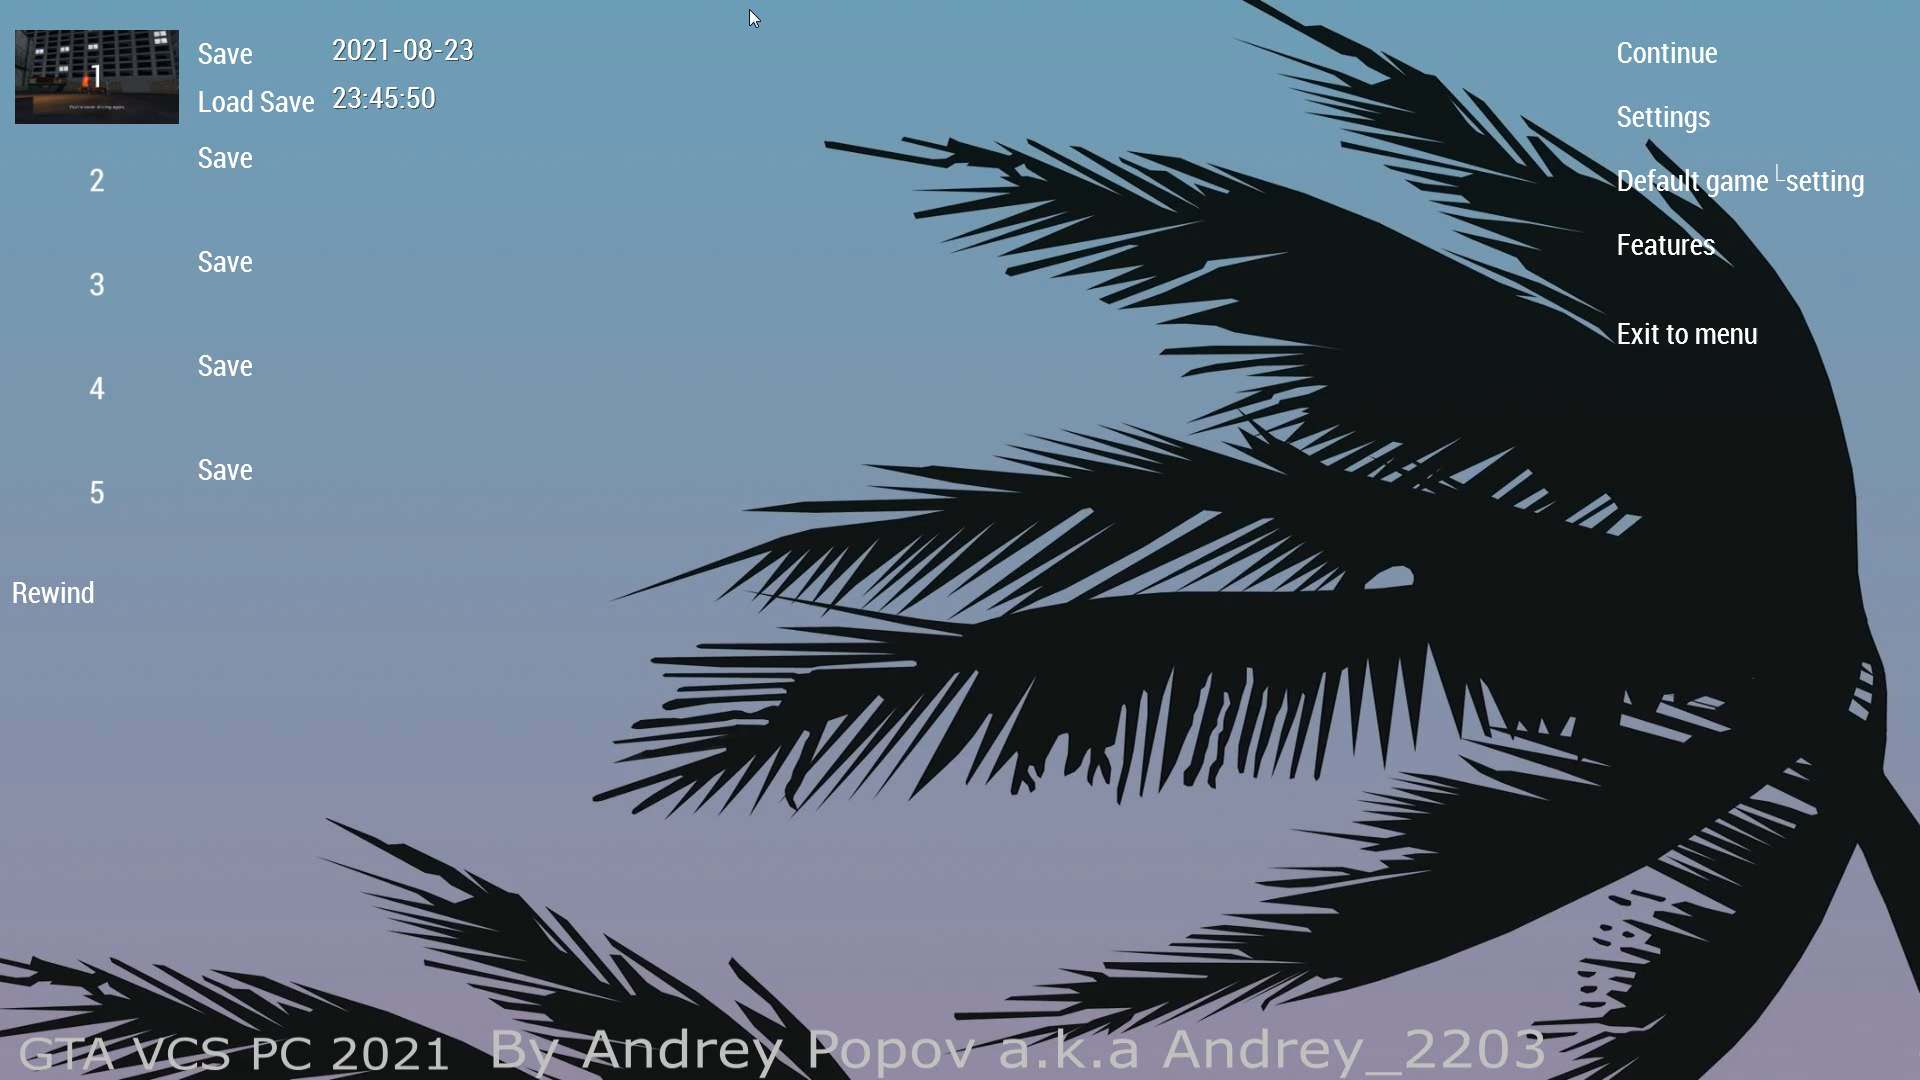 1
Save
2021-08-23
Load Save
23:45:50
2
Save
3
Save
4
Save
5
Save
Rewind
Continue
Settings
Default game └setting
Features
Exit to menu
GTA VCS PC 2021 By Andrey Popov a.k.a Andrey_2203